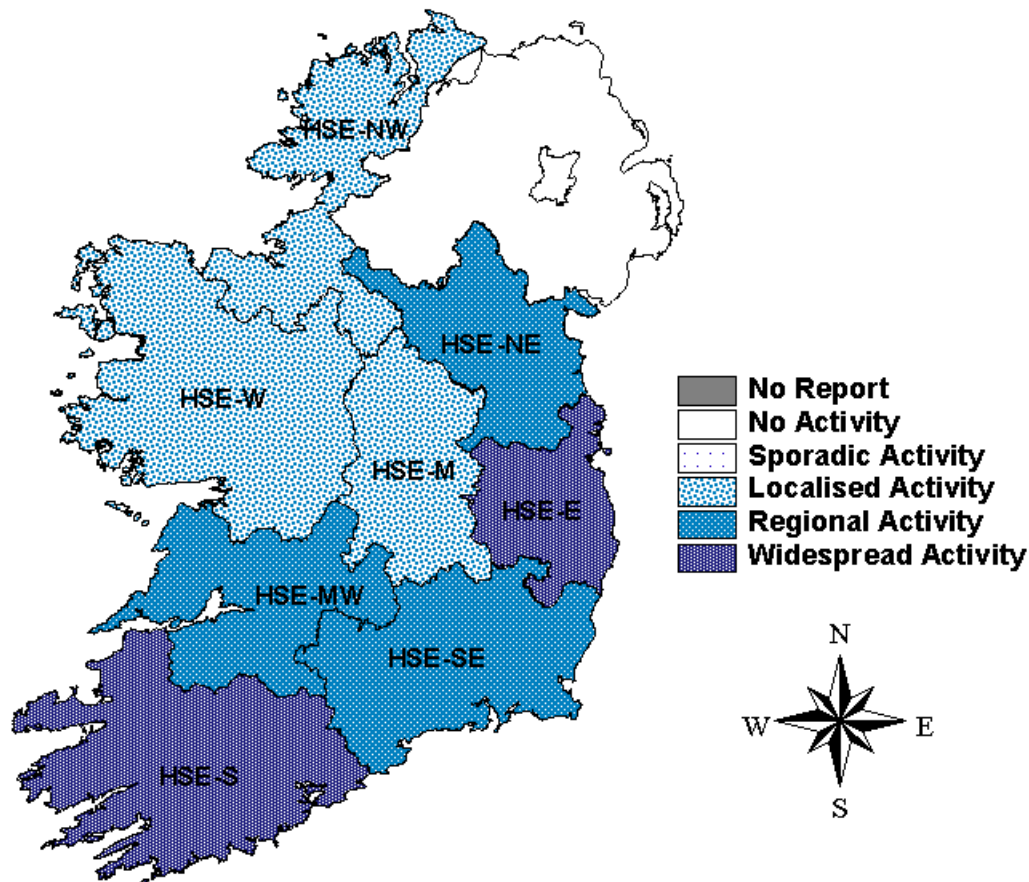 HSE-NW
HSE-NE
HSE-W
HSE-M
HSE-E
HSE-MW
HSE-SE
HSE-S
No Report
No Activity
Sporadic Activity
Localised Activity
Regional Activity
Widespread Activity
N
W E
S